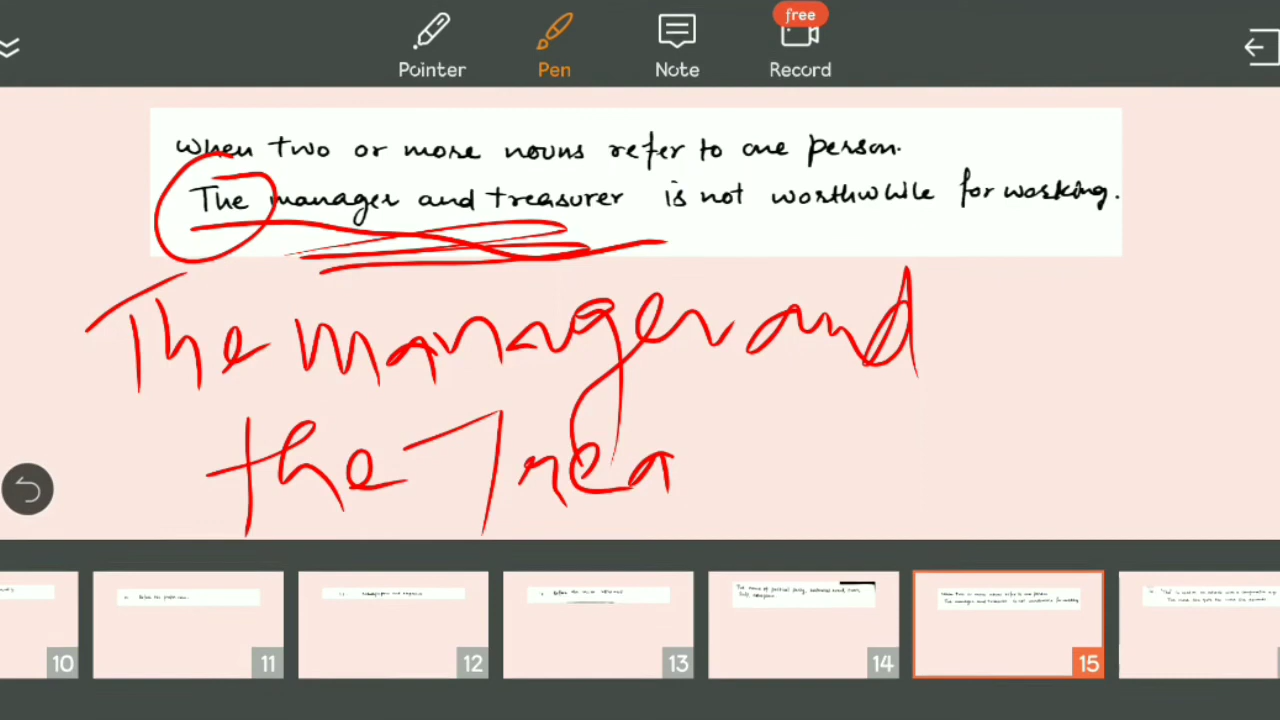 free
Pointer Pen Note Record
When two or more nouns refer to one person.
The manager and treasurer is not worthwhile for working.
The manager and
the Trea
10 11 12 13 14 15